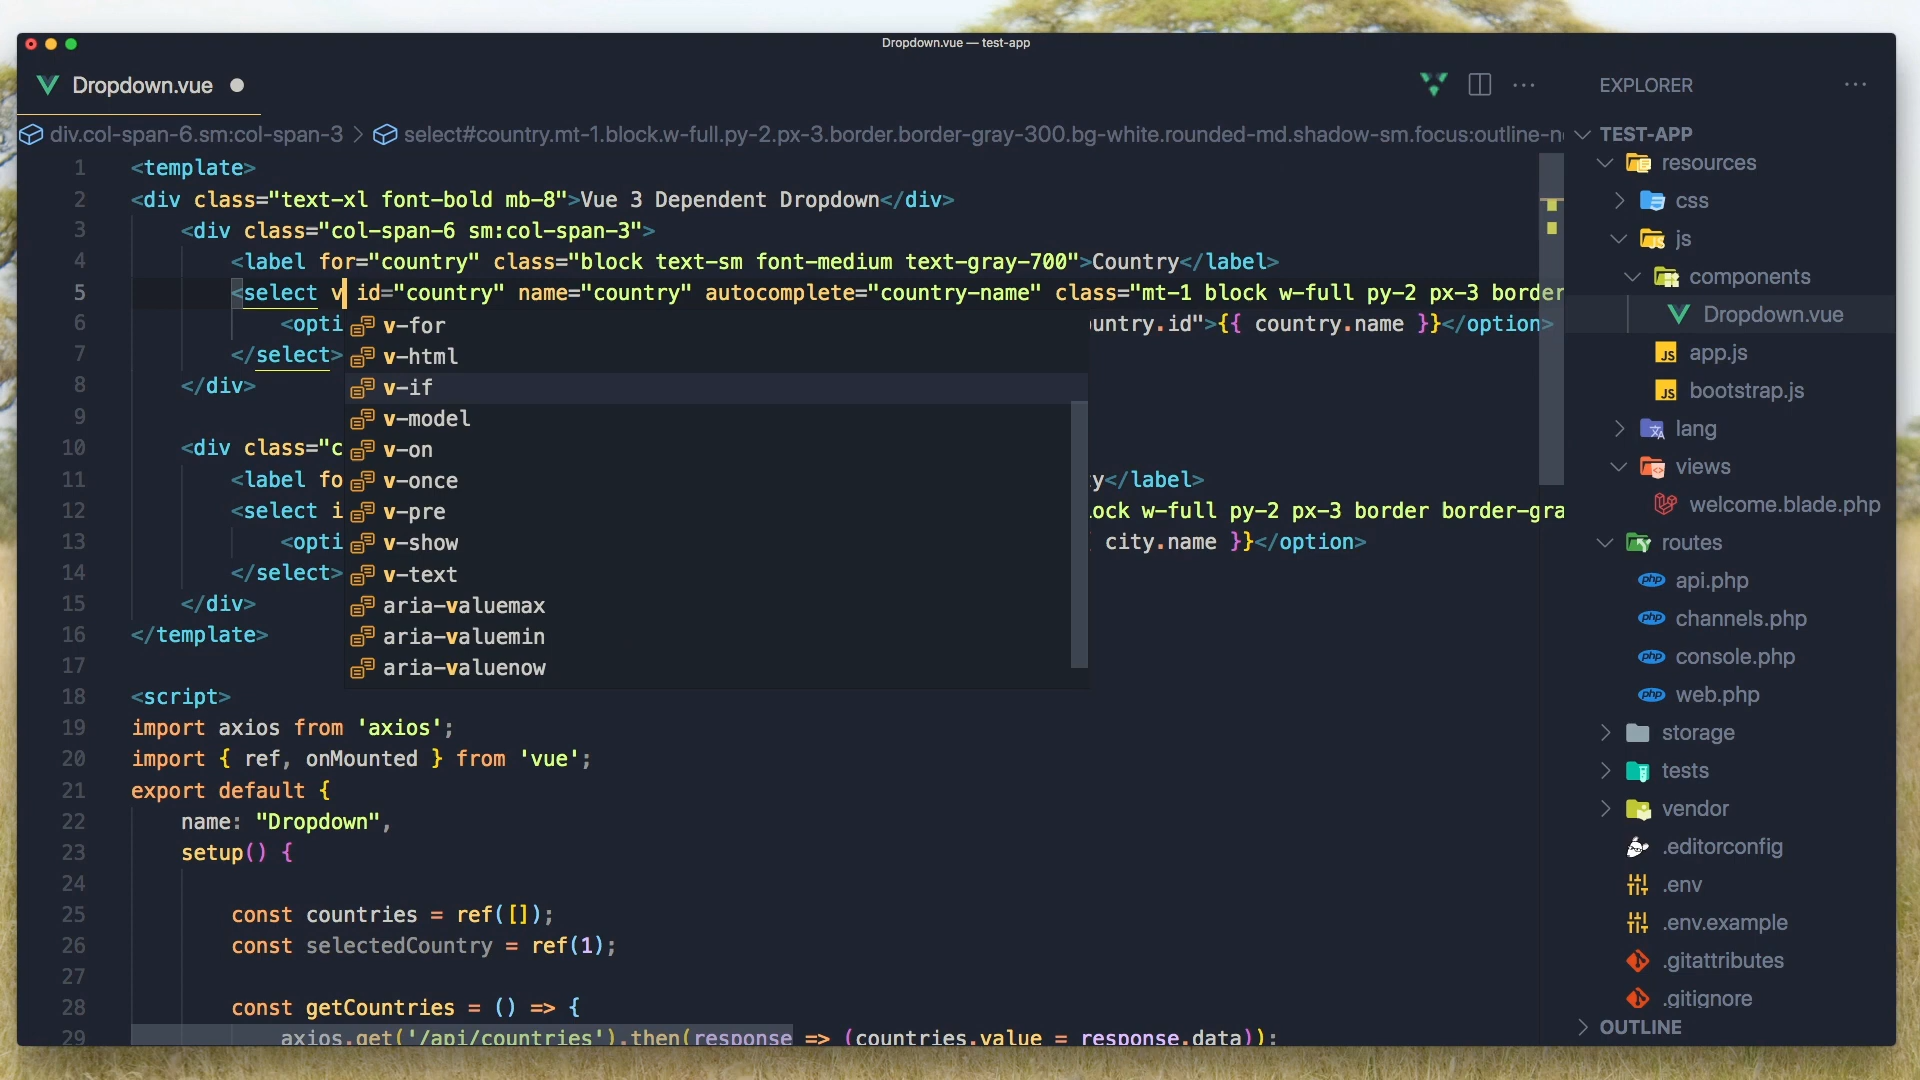 Dropdown.vue — test-app
Dropdown.vue
EXPLORER
div.col-span-6.sm:col-span-3 > select#country.mt-1.block.w-full.py-2.px-3.border.border-gray-300.bg-white.rounded-md.shadow-sm.focus:outline-n
1 <template>
2 <div class="text-xl font-bold mb-8">Vue 3 Dependent Dropdown</div>
3 <div class="col-span-6 sm:col-span-3">
4 <label for="country" class="block text-sm font-medium text-gray-700">Country</label>
5 <select v id="country" name="country" autocomplete="country-name" class="mt-1 block w-full py-2 px-3 border
6 <opti untry.id">{{ country.name }}</option>
7 </select>
8 </div>
9
10 <div class="c
11 <label fo y</label>
12 <select i ock w-full py-2 px-3 border border-gra
13 <opti city.name }}</option>
14 </select>
15 </div>
16 </template>
17
18 <script>
19 import axios from 'axios';
20 import { ref, onMounted } from 'vue';
21 export default {
22 name: "Dropdown",
23 setup() {
24
25 const countries = ref([]);
26 const selectedCountry = ref(1);
27
28 const getCountries = () => {
29 axios.get('/api/countries').then(response => (countries.value = response.data));
v-for
v-html
v-if
v-model
v-on
v-once
v-pre
v-show
v-text
aria-valuemax
aria-valuemin
aria-valuenow
TEST-APP
resources
css
js
components
Dropdown.vue
JS app.js
JS bootstrap.js
lang
views
welcome.blade.php
routes
php api.php
php channels.php
php console.php
php web.php
storage
tests
vendor
.editorconfig
.env
.env.example
.gitattributes
.gitignore
OUTLINE